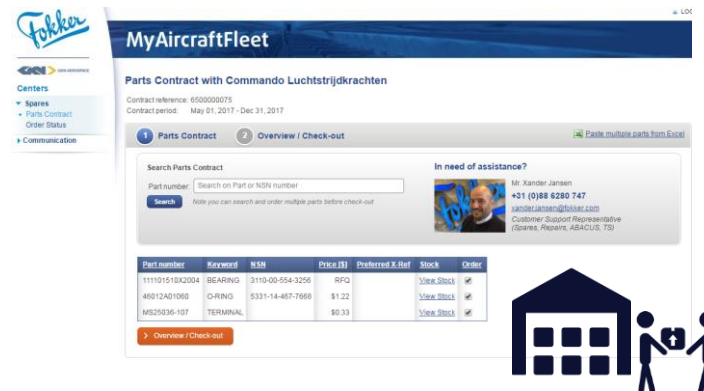 LOG
Fokker
MyAircraftFleet
GKN AEROSPACE
Centers
Spares
Parts Contract
Order Status
Communication
Parts Contract with Commando Luchtstrijdkrachten
Contract reference: 6500000075
Contract period: May 01, 2017 - Dec 31, 2017
1 Parts Contract 2 Overview / Check-out Paste multiple parts from Excel
Search Parts Contract
Part number: Search on Part or NSN number
Search Note you can search and order multiple parts before check-out
In need of assistance?
Mr. Xander Jansen
+31 (0)88 6280 747
xander.jansen@fokker.com
Customer Support Representative
(Spares, Repairs, ABACUS, TS)
Part number Keyword NSN Price [$] Preferred X-Ref Stock Order
111101510X2004 BEARING 3110-00-554-3256 RFQ View Stock
46012A01060 O-RING 5331-14-467-7668 $1.22 View Stock
MS25036-107 TERMINAL $0.33 View Stock
> Overview / Check-out